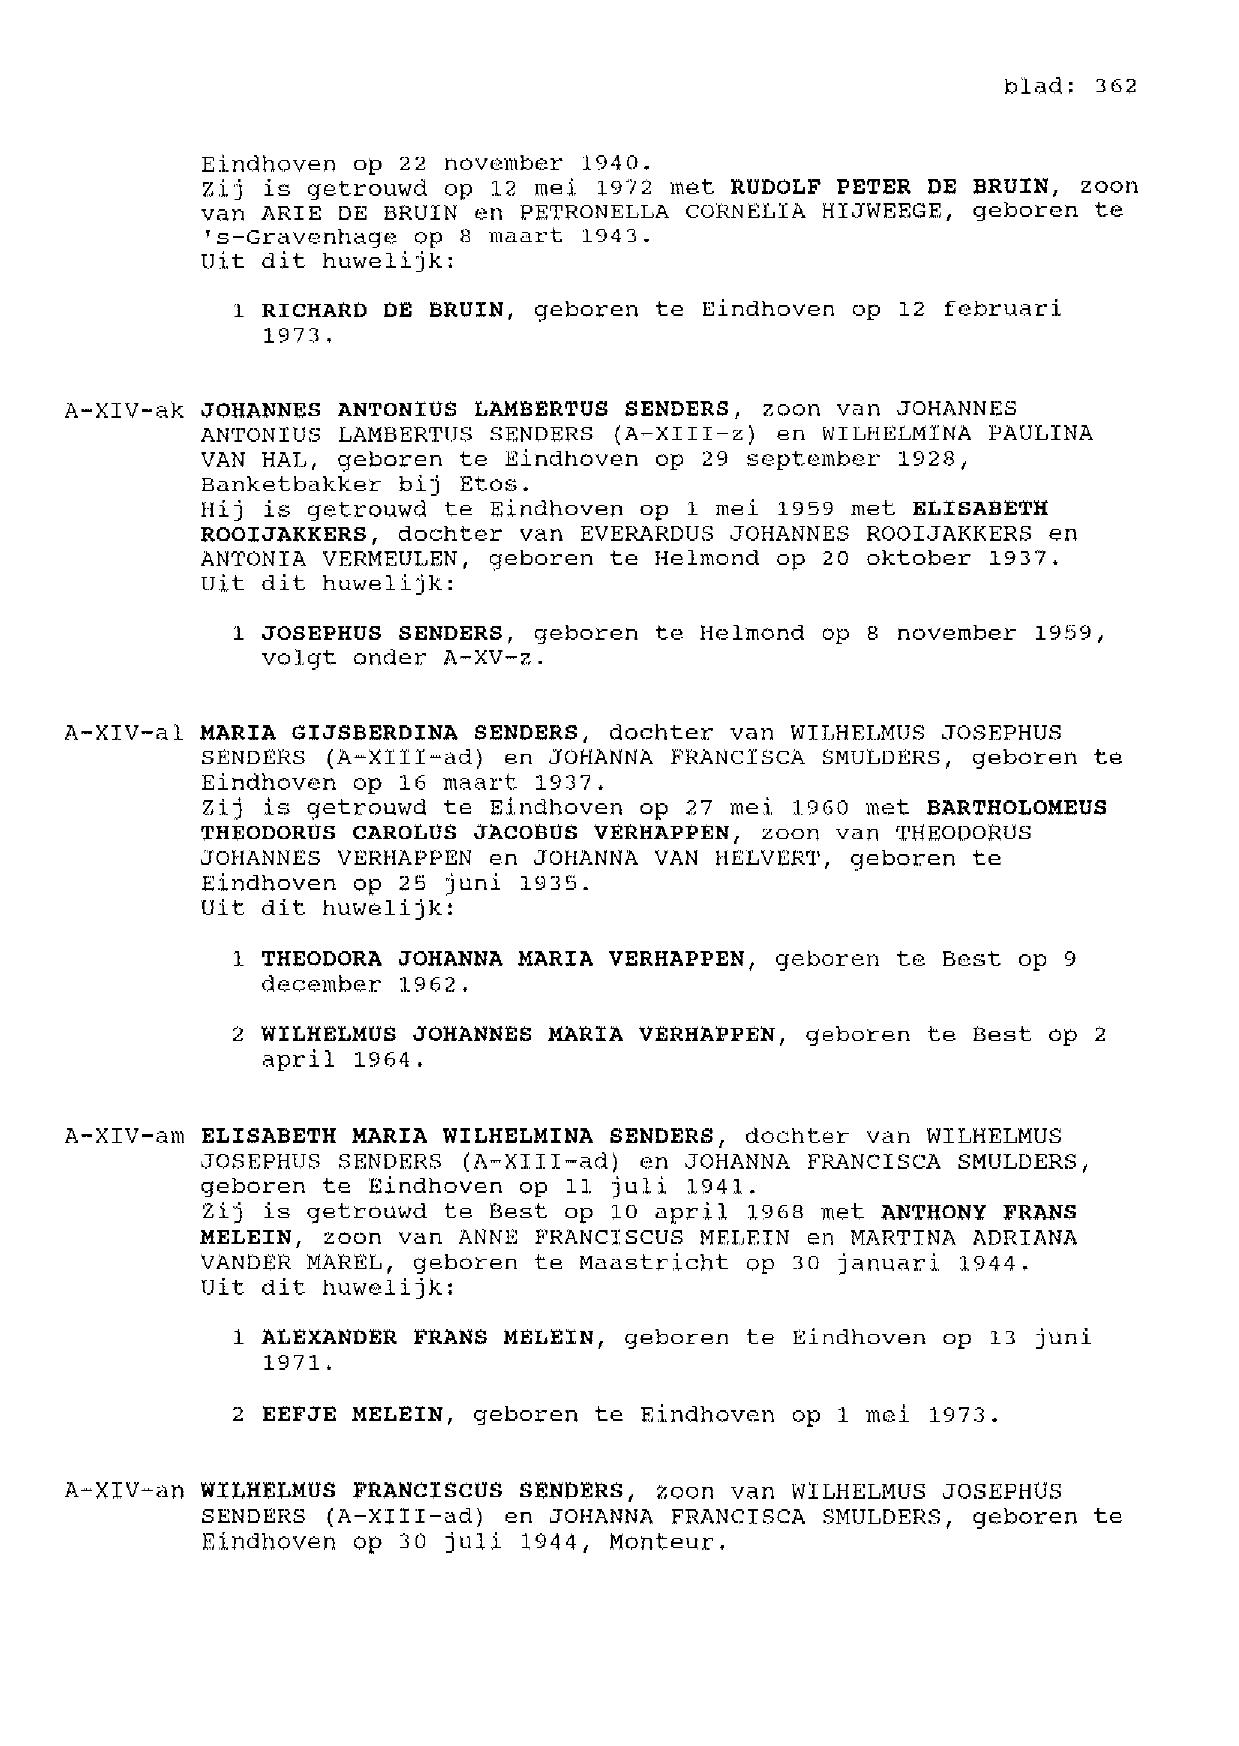 blad: 362
Eindhoven op 22 november 1940.
Zij is getrouwd op 12 mei 1972 met RUDOLF PETER DE BRUIN, zoon
van ARIE DE BRUIN en PETRONELLA CORNELIA HIJWEEGE, geboren te
's-Gravenhage op 8 maart 1943.
Uit dit huwelijk:
1 RICHARD DE BRUIN, geboren te Eindhoven op 12 februari
1973.
A-XIV-ak JOHANNES ANTONIUS LAMBERTUS SENDERS, zoon van JOHANNES
ANTONIUS LAMBERTUS SENDERS (A-XIII-z) en WILHELMINA PAULINA
VAN HAL, geboren te Eindhoven op 29 september 1928,
Banketbakker bij Etos.
Hij is getrouwd te Eindhoven op 1 mei 1959 met ELISABETH
ROOIJAKKERS, dochter van EVERARDUS JOHANNES ROOIJAKKERS en
ANTONIA VERMEULEN, geboren te Helmond op 20 oktober 1937.
Uit dit huwelijk:
1 JOSEPHUS SENDERS, geboren te Helmond op 8 november 1959,
volgt onder A-XV-z.
A-XIV-al MARIA GIJSBERDINA SENDERS, dochter van WILHELMUS JOSEPHUS
SENDERS (A-XIII-ad) en JOHANNA FRANCISCA SMULDERS, geboren te
Eindhoven op 16 maart 1937.
Zij is getrouwd te Eindhoven op 27 mei 1960 met BARTHOLOMEUS
THEODORUS CAROLUS JACOBUS VERHAPPEN, zoon van THEODORUS
JOHANNES VERHAPPEN en JOHANNA VAN HELVERT, geboren te
Eindhoven op 25 juni 1935.
Uit dit huwelijk:
1 THEODORA JOHANNA MARIA VERHAPPEN, geboren te Best op 9
december 1962.
2 WILHELMUS JOHANNES MARIA VERHAPPEN, geboren te Best op 2
april 1964.
A-XIV-am ELISABETH MARIA WILHELMINA SENDERS, dochter van WILHELMUS
JOSEPHUS SENDERS (A-XIII-ad) en JOHANNA FRANCISCA SMULDERS,
geboren te Eindhoven op 11 juli 1941.
Zij is getrouwd te Best op 10 april 1968 met ANTHONY FRANS
MELEIN, zoon van ANNE FRANCISCUS MELEIN en MARTINA ADRIANA
VANDER MAREL, geboren te Maastricht op 30 januari 1944.
Uit dit huwelijk:
1 ALEXANDER FRANS MELEIN, geboren te Eindhoven op 13 juni
1971.
2 EEFJE MELEIN, geboren te Eindhoven op 1 mei 1973.
A-XIV-an WILHELMUS FRANCISCUS SENDERS, zoon van WILHELMUS JOSEPHUS
SENDERS (A-XIII-ad) en JOHANNA FRANCISCA SMULDERS, geboren te
Eindhoven op 30 juli 1944, Monteur.